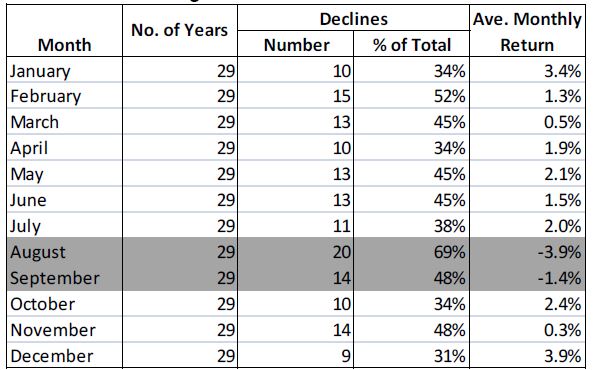 Month No. of Years Declines Ave. Monthly Return
Number % of Total
January 29 10 34% 3.4%
February 29 15 52% 1.3%
March 29 13 45% 0.5%
April 29 10 34% 1.9%
May 29 13 45% 2.1%
June 29 13 45% 1.5%
July 29 11 38% 2.0%
August 29 20 69% -3.9%
September 29 14 48% -1.4%
October 29 10 34% 2.4%
November 29 14 48% 0.3%
December 29 9 31% 3.9%